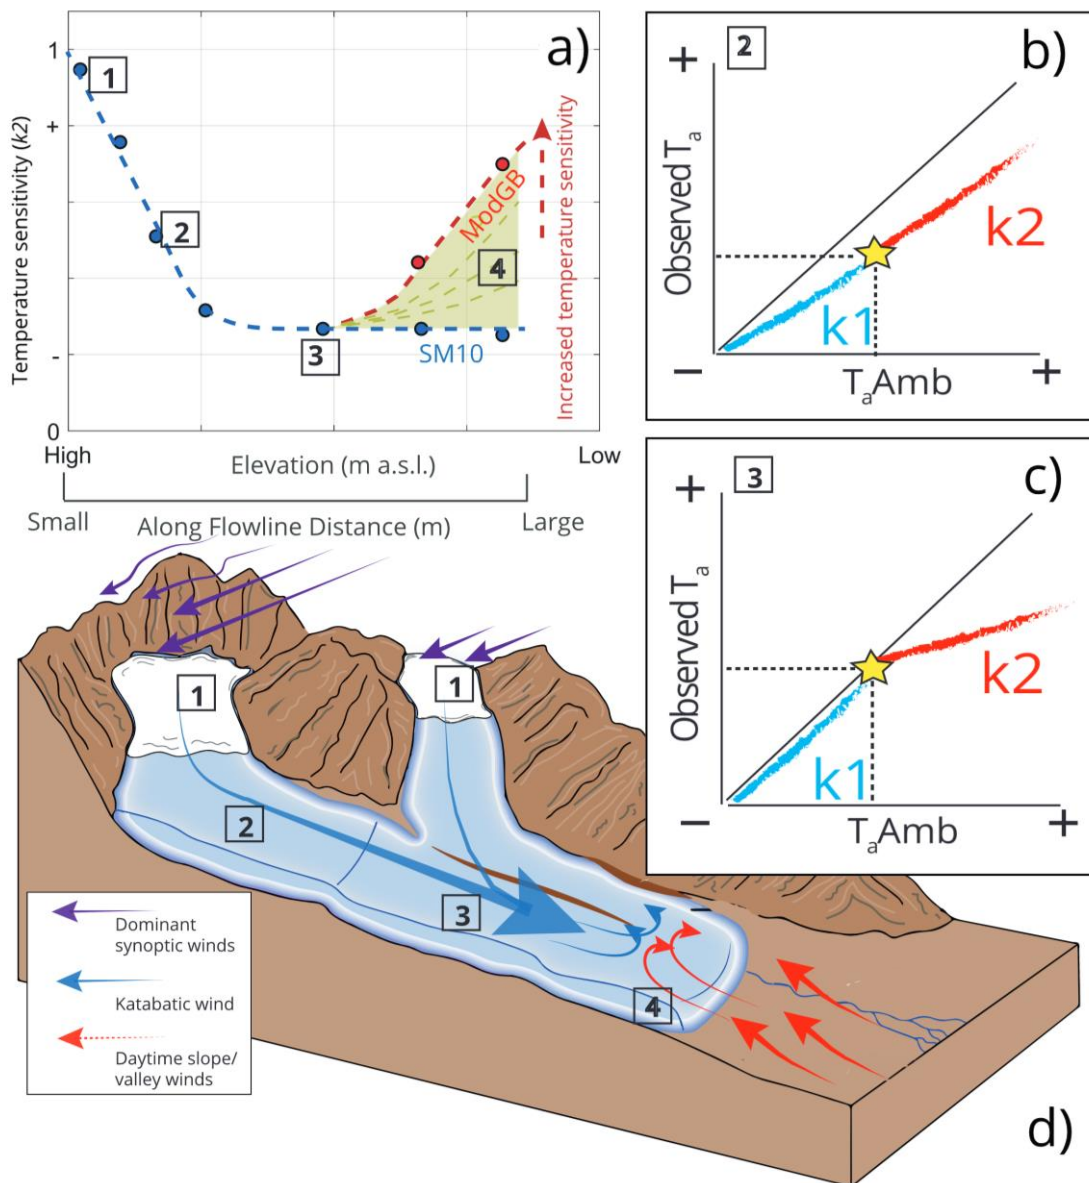 a)
1
+
-
0
Temperature sensitivity (k2)
1
2
3
4
ModGB
SM10
Increased temperature sensitivity
High
Elevation (m a.s.l.)
Low
Small
Along Flowline Distance (m)
Large
2
b)
+
Observed Ta
k1
k2
−
TaAmb
+
3
c)
+
Observed Ta
k1
k2
−
TaAmb
+
1
1
2
3
4
Dominant
synoptic winds
Katabatic wind
Daytime slope/
valley winds
d)